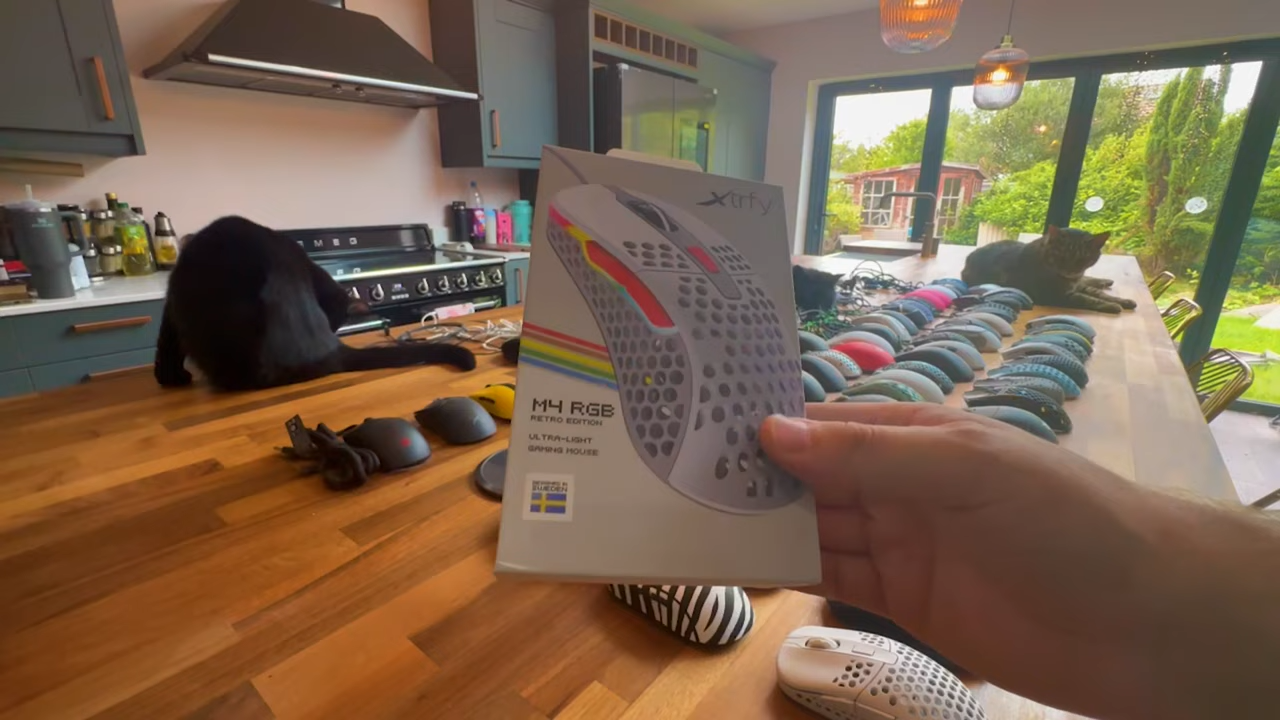 SMEG
xtrfy
M4 RGB
RETRO EDITION
ULTRA-LIGHT
GAMING MOUSE
DESIGNED IN
SWEDEN